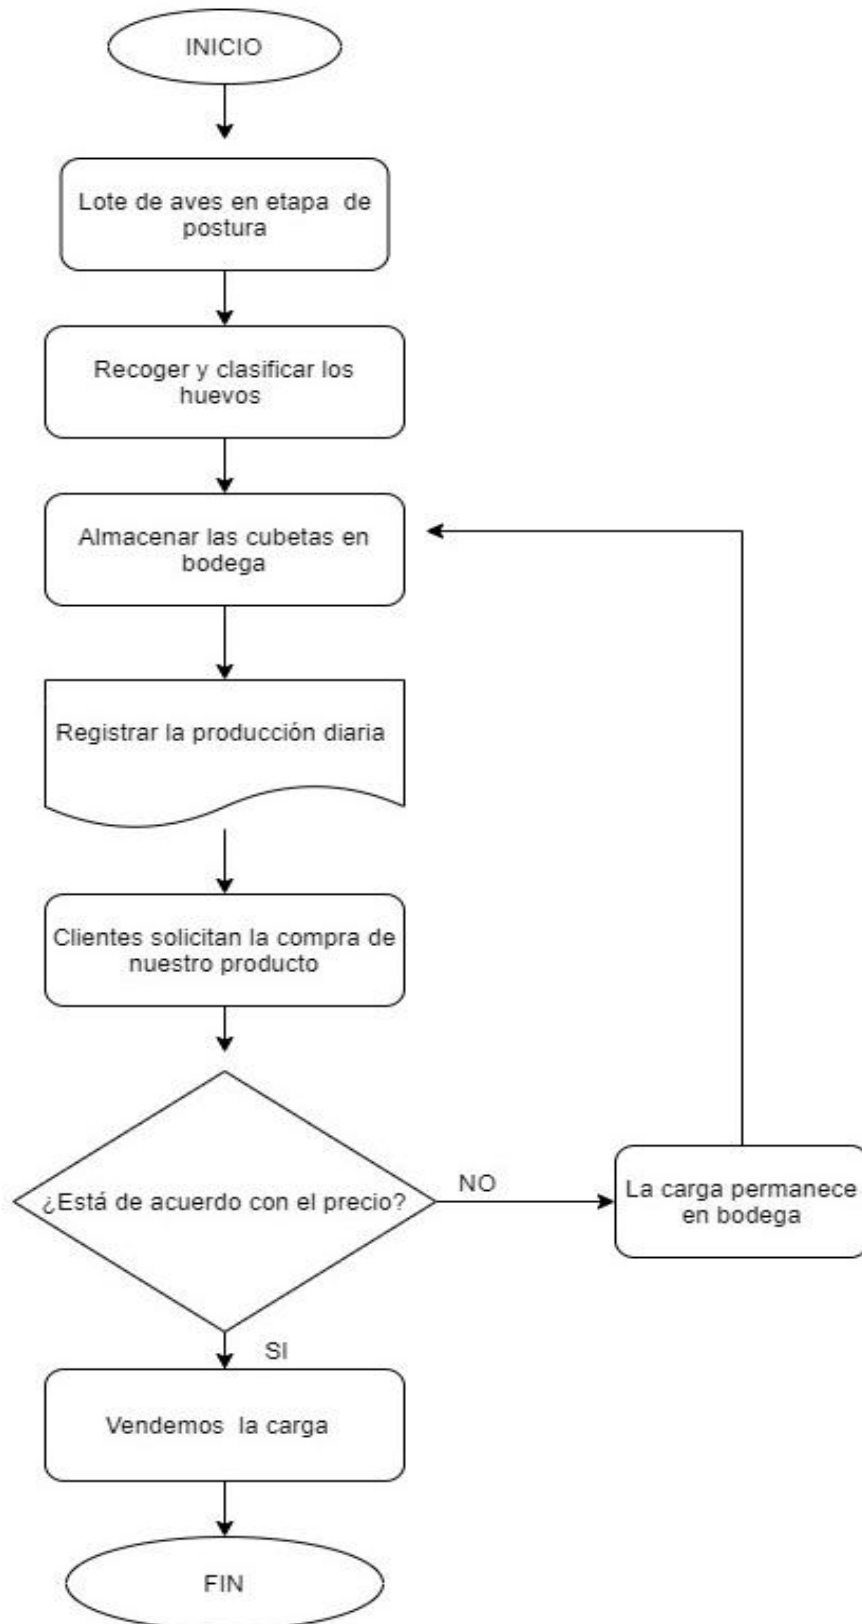 INICIO
Lote de aves en etapa de
postura
Recoger y clasificar los
huevos
Almacenar las cubetas en
bodega
Registrar la producción diaria
Clientes solicitan la compra de
nuestro producto
¿Está de acuerdo con el precio?
NO
La carga permanece
en bodega
SI
Vendemos la carga
FIN